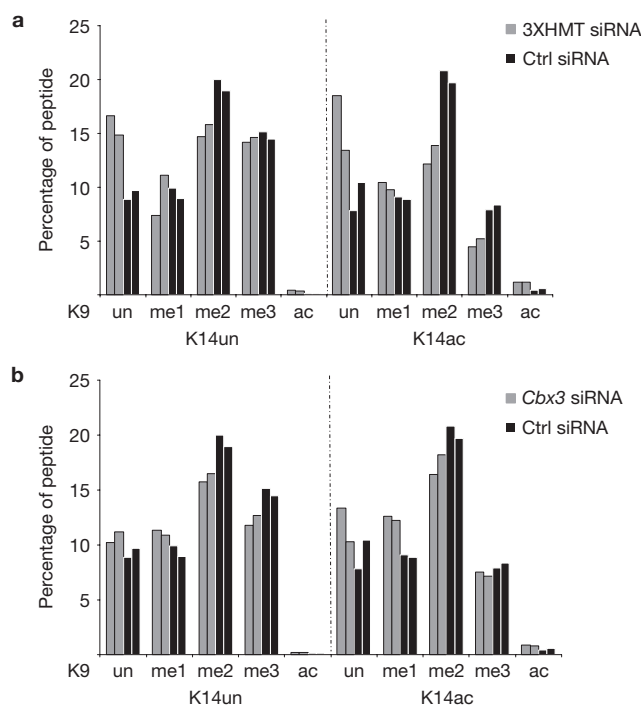 a
3XHMT siRNA
Ctrl siRNA
Percentage of peptide
25
20
15
10
5
K9 un me1 me2 me3 ac un me1 me2 me3 ac
K14un K14ac
b
Cbx3 siRNA
Ctrl siRNA
Percentage of peptide
25
20
15
10
5
K9 un me1 me2 me3 ac un me1 me2 me3 ac
K14un K14ac